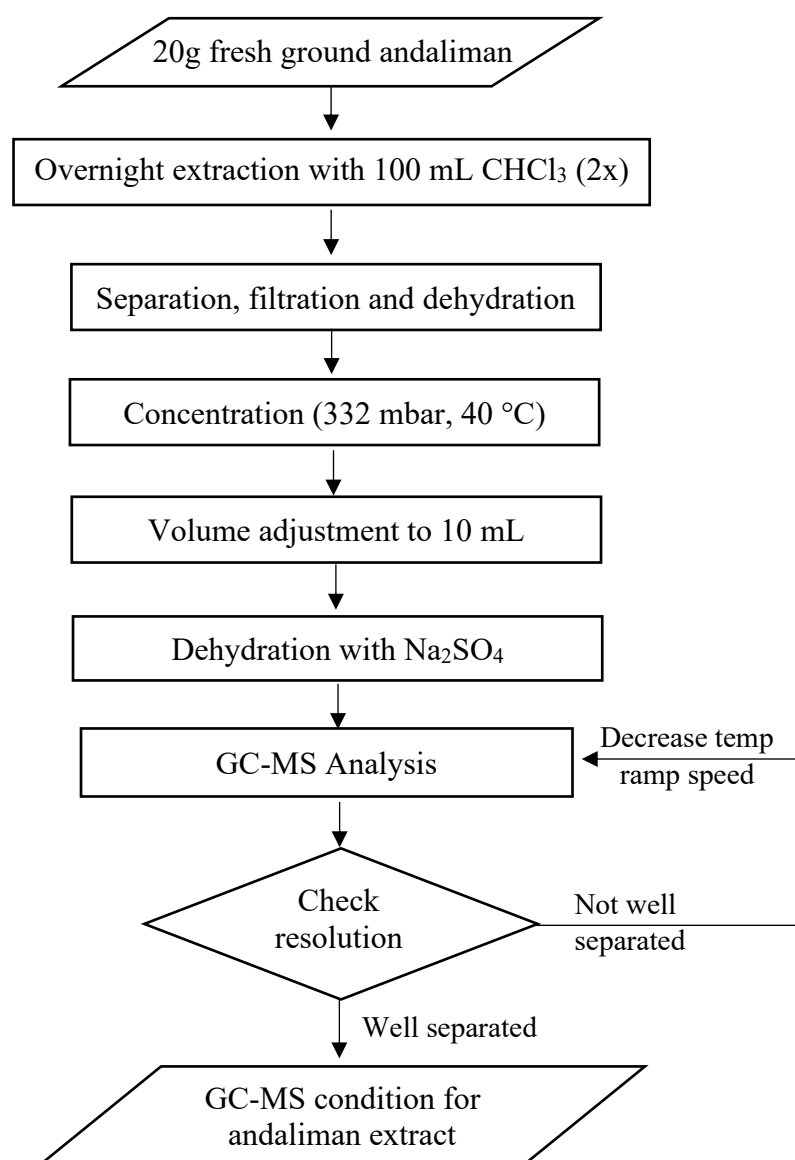 20g fresh ground andaliman
Overnight extraction with 100 mL CHCl₃ (2x)
Separation, filtration and dehydration
Concentration (332 mbar, 40 °C)
Volume adjustment to 10 mL
Dehydration with Na₂SO₄
GC-MS Analysis
Decrease temp
ramp speed
Check
resolution
Not well
separated
Well separated
GC-MS condition for
andaliman extract